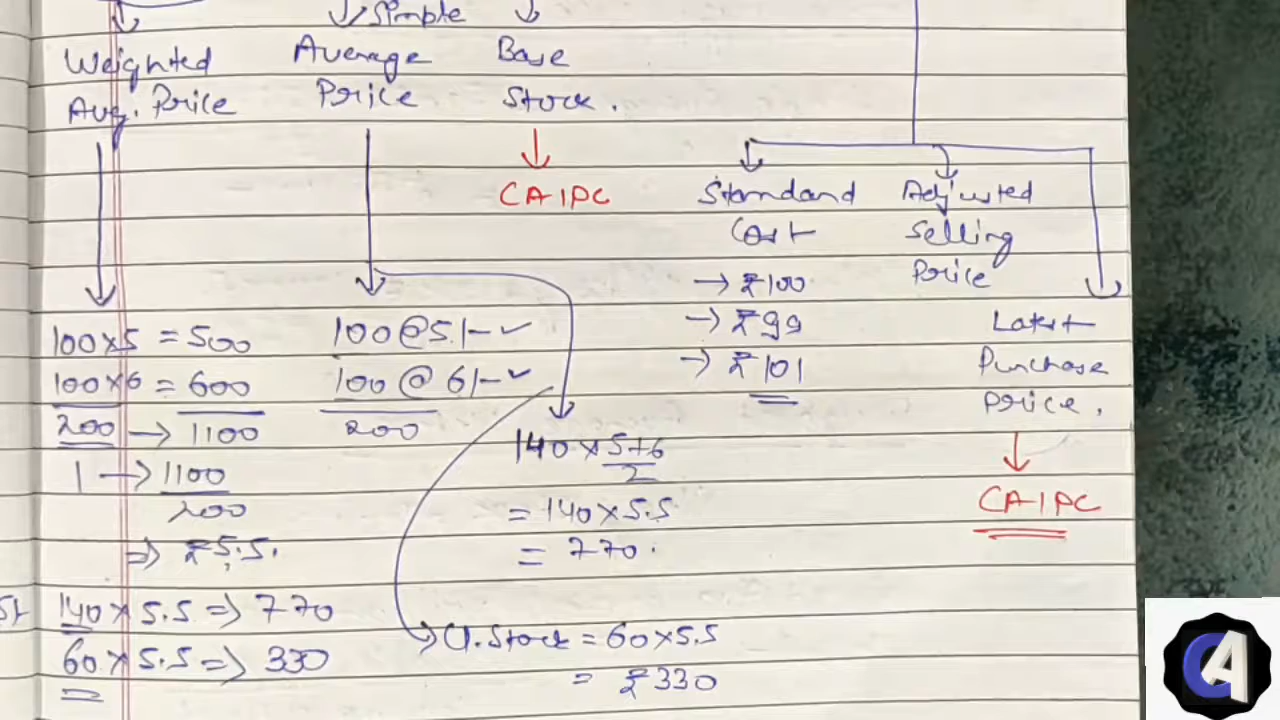 Simple
Weighted
Avg. Price
Average
Price
Base
Stock.
CA IPC
Standard
Cost
→ ₹100
→ ₹99
→ ₹101
Adjusted
Selling
Price
Latest
Purchase
Price.
CA IPC
100×5 = 500
100×6 = 600
200 → 1100
1 → 1100
200
⇒ ₹5.5.
140 × 5.5 ⇒ 770
60 × 5.5 ⇒ 330
100 @ 5/- ✓
100 @ 6/- ✓
200
140 × 5+6
2
= 140 × 5.5
= 770.
Cl. Stock = 60×5.5
= ₹330
CA